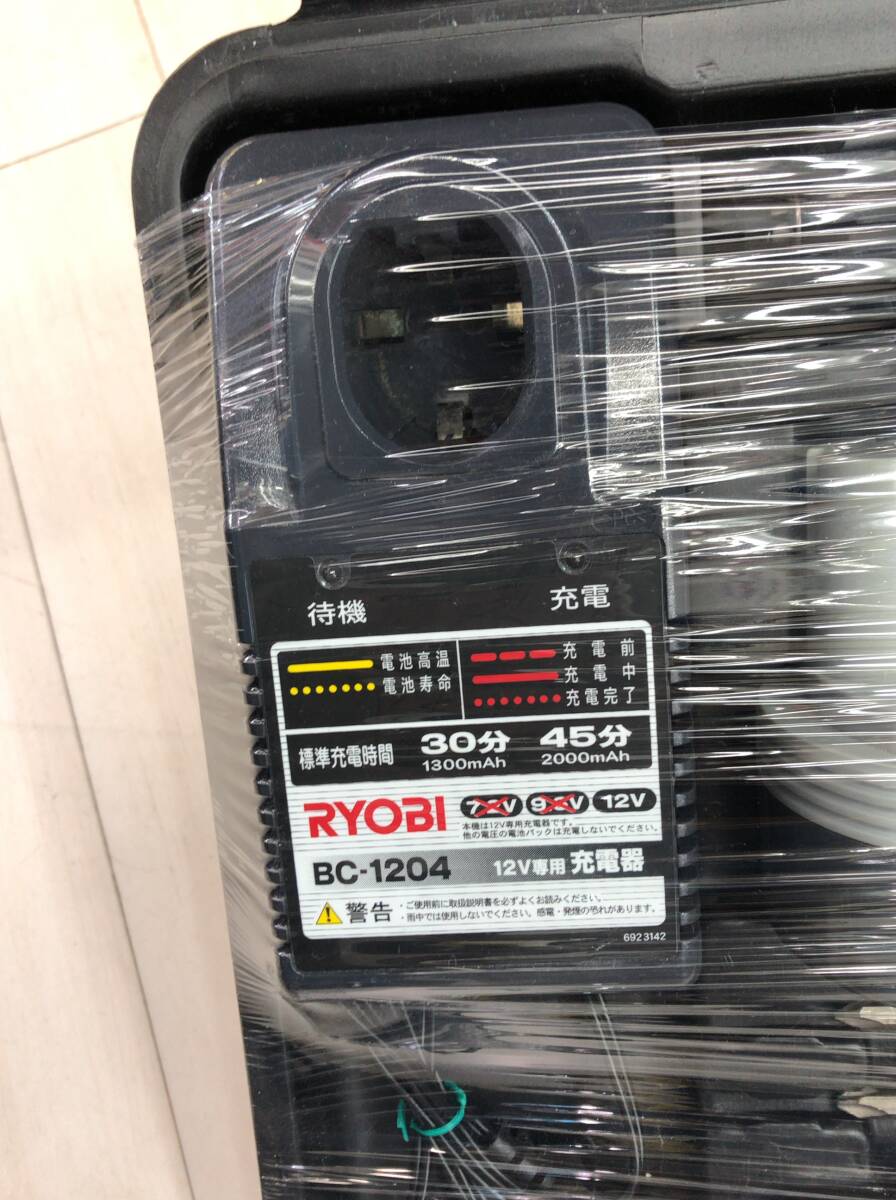 待機 充電
電池高温
電池寿命
充電前
充電中
充電完了
標準充電時間
30分 45分
1300mAh 2000mAh
RYOBI 12V
本機は12V専用充電器です。
他の電圧の電池パックは充電しないでください。
BC-1204 12V専用 充電器
警告
・ご使用前に取扱説明書を必ずよくお読みください。
・雨中では使用しないでください。感電・発煙の恐れがあります。
6923142